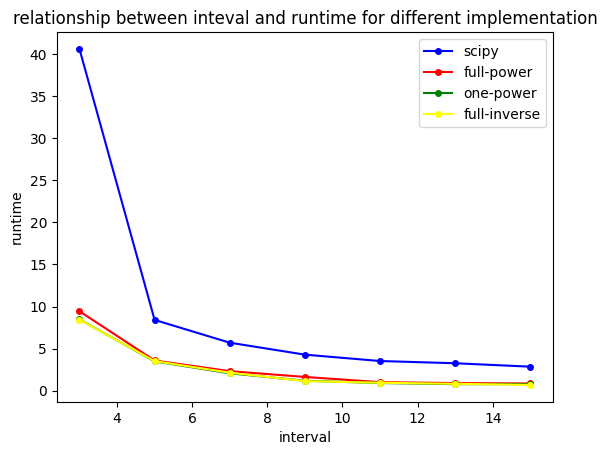 relationship between inteval and runtime for different implementation
40
35
30
25
20
15
10
5
0
runtime
scipy
full-power
one-power
full-inverse
4 6 8 10 12 14
interval